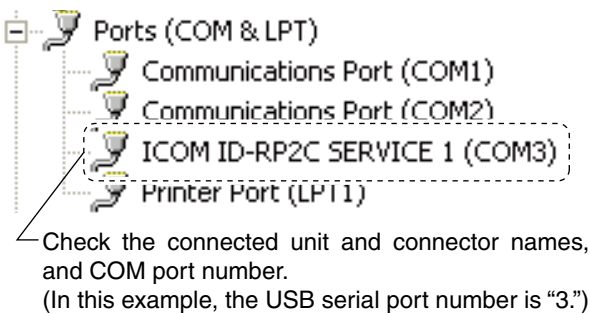 Ports (COM & LPT)
Communications Port (COM1)
Communications Port (COM2)
ICOM ID-RP2C SERVICE 1 (COM3)
Printer Port (LPT1)
Check the connected unit and connector names,
and COM port number.
(In this example, the USB serial port number is “3.”)